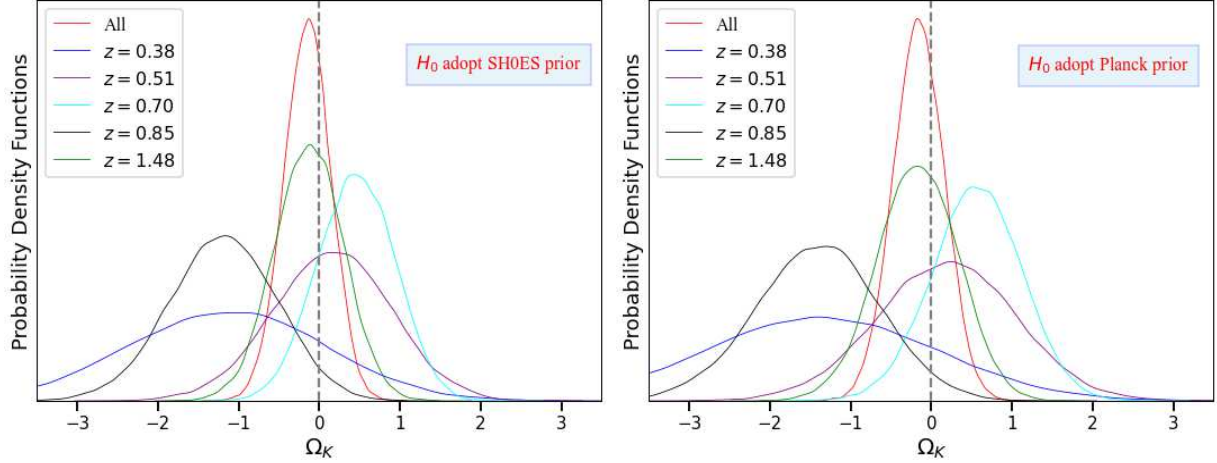 Probability Density Functions
All
z = 0.38
z = 0.51
z = 0.70
z = 0.85
z = 1.48
H₀ adopt SH0ES prior
−3 −2 −1 0 1 2 3
Ω_K
Probability Density Functions
All
z = 0.38
z = 0.51
z = 0.70
z = 0.85
z = 1.48
H₀ adopt Planck prior
−3 −2 −1 0 1 2 3
Ω_K